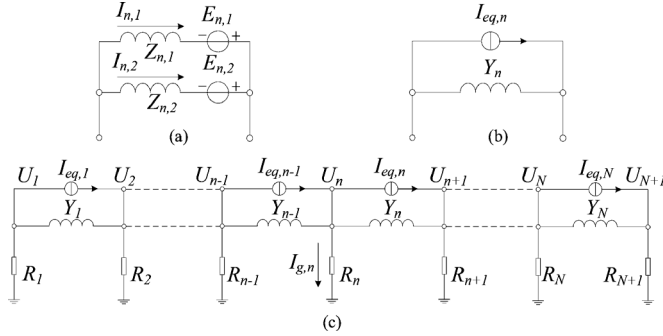 I_{n,1} E_{n,1} I_{eq,n}
− +
Z_{n,1}
I_{n,2} E_{n,2} Y_n
− +
Z_{n,2}
(a) (b)
U_1 I_{eq,1} U_2 U_{n-1} I_{eq,n-1} U_n I_{eq,n} U_{n+1} U_N I_{eq,N} U_{N+1}
Y_1 Y_{n-1} Y_n Y_N
I_{g,n}
R_1 R_2 R_{n-1} R_n R_{n+1} R_N R_{N+1}
(c)